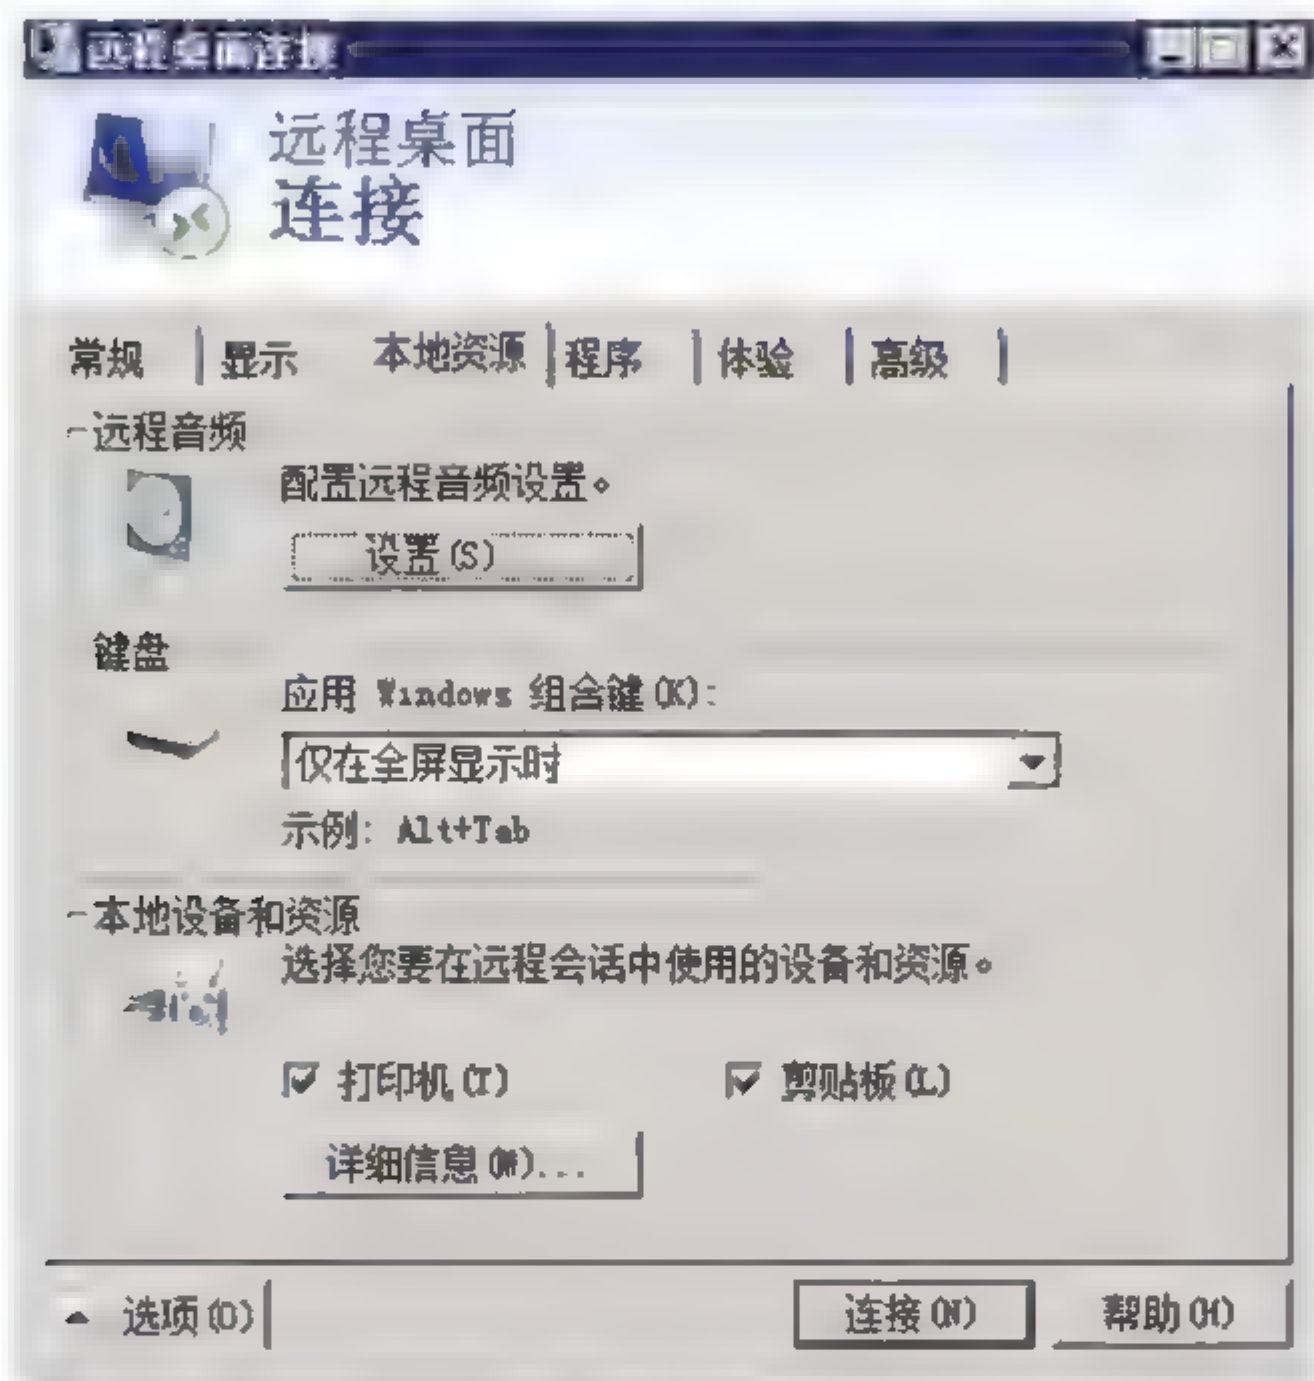 远程桌面连接
远程桌面
连接
常规 显示 本地资源 程序 体验 高级
远程音频
配置远程音频设置。
设置(S)
键盘
应用 Windows 组合键(K):
仅在全屏显示时
示例: Alt+Tab
本地设备和资源
选择您要在远程会话中使用的设备和资源。
打印机(T) 剪贴板(L)
详细信息(M)...
选项(O) 连接(N) 帮助(H)